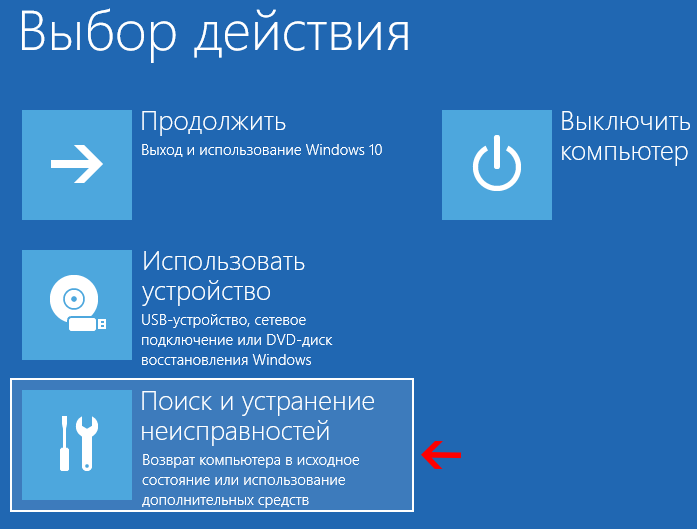 Выбор действия
Продолжить
Выход и использование Windows 10
Выключить
компьютер
Использовать
устройство
USB-устройство, сетевое
подключение или DVD-диск
восстановления Windows
Поиск и устранение
неисправностей
Возврат компьютера в исходное
состояние или использование
дополнительных средств